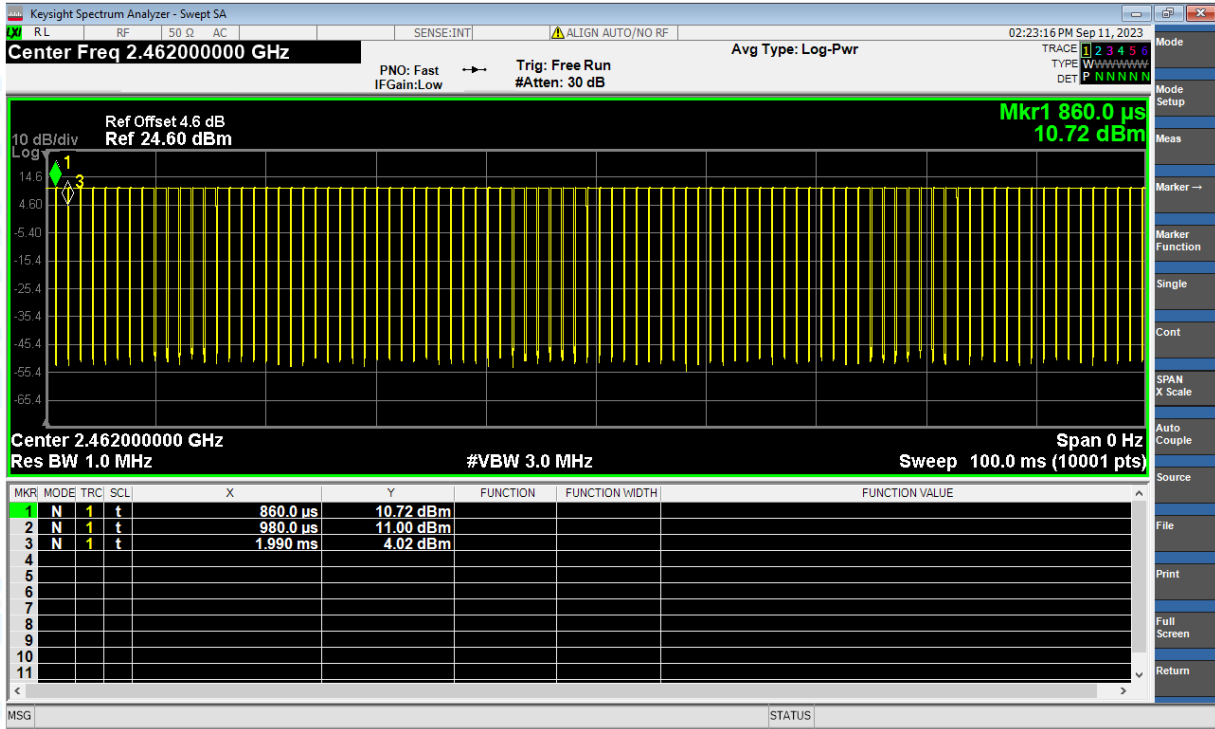 Keysight Spectrum Analyzer - Swept SA
LXI RL RF 50 Ω AC SENSE:INT ALIGN AUTO/NO RF 02:23:16 PM Sep 11, 2023
Center Freq 2.462000000 GHz
PNO: Fast
IFGain:Low
Trig: Free Run
#Atten: 30 dB
Avg Type: Log-Pwr
TRACE 1 2 3 4 5 6
TYPE WWWWWW
DET P N N N N N
Mkr1 860.0 µs
10.72 dBm
Ref Offset 4.6 dB
10 dB/div Ref 24.60 dBm
Log
1
3
14.6
4.60
-5.40
-15.4
-25.4
-35.4
-45.4
-55.4
-65.4
Center 2.462000000 GHz Span 0 Hz
Res BW 1.0 MHz #VBW 3.0 MHz Sweep 100.0 ms (10001 pts)
MKR MODE TRC SCL X Y FUNCTION FUNCTION WIDTH FUNCTION VALUE
1 N 1 t 860.0 µs 10.72 dBm
2 N 1 t 980.0 µs 11.00 dBm
3 N 1 t 1.990 ms 4.02 dBm
4
5
6
7
8
9
10
11
MSG STATUS
Mode
Mode
Setup
Meas
Marker →
Marker
Function
Single
Cont
SPAN
X Scale
Auto
Couple
Source
File
Print
Full
Screen
Return